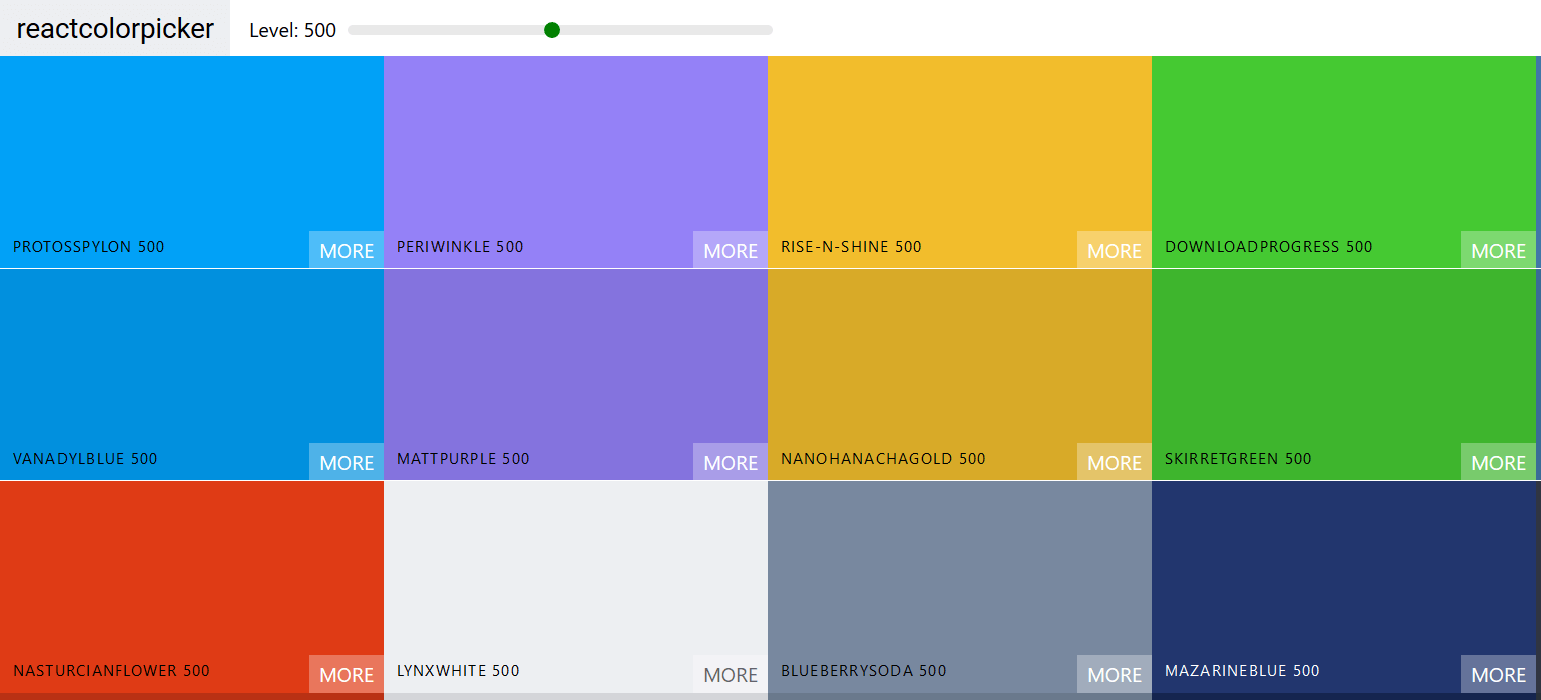 reactcolorpicker Level: 500
PROTOSSPYLON 500 MORE PERIWINKLE 500 MORE RISE-N-SHINE 500 MORE DOWNLOADPROGRESS 500 MORE
VANADYLBLUE 500 MORE MATTPURPLE 500 MORE NANOHANACHAGOLD 500 MORE SKIRRETGREEN 500 MORE
NASTURCIANFLOWER 500 MORE LYNXWHITE 500 MORE BLUEBERRYSODA 500 MORE MAZARINEBLUE 500 MORE